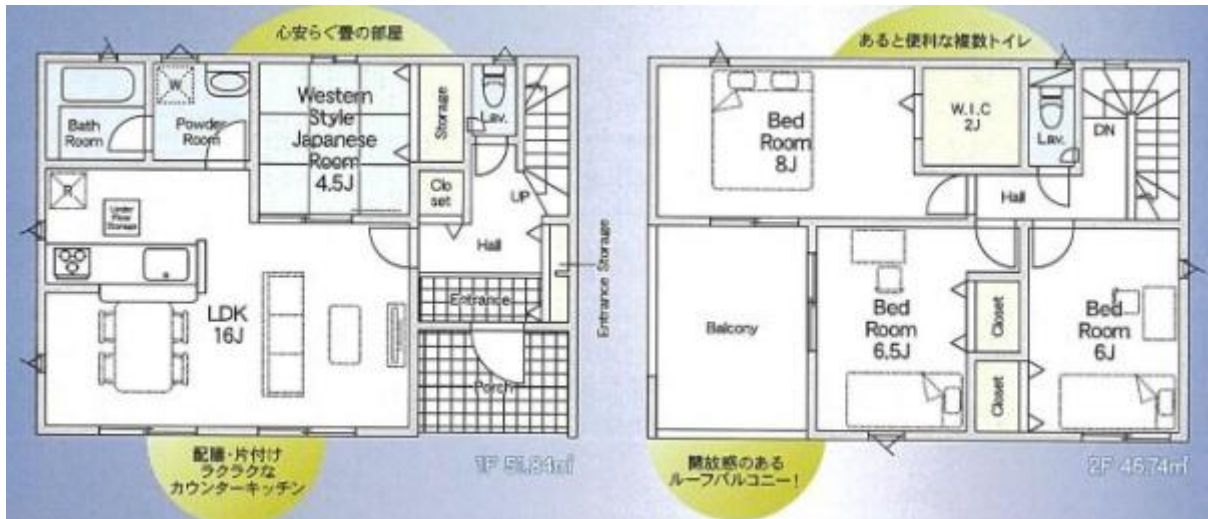 心安らぐ畳の部屋
Bath
Room
W
Powder
Room
Western
Style
Japanese
Room
4.5J
Storage
Lav.
Clo
set
UP
Hall
R
Under
Floor
Storage
LDK
16J
Entrance
Entrance Storage
Porch
配膳・片付け
ラクラクな
カウンターキッチン
あると便利な複数トイレ
Bed
Room
8J
W.I.C
2J
Lav.
DN
Hall
Balcony
Bed
Room
6.5J
Closet
Closet
Bed
Room
6J
開放感のある
ルーフバルコニー!
2F 46.74㎡